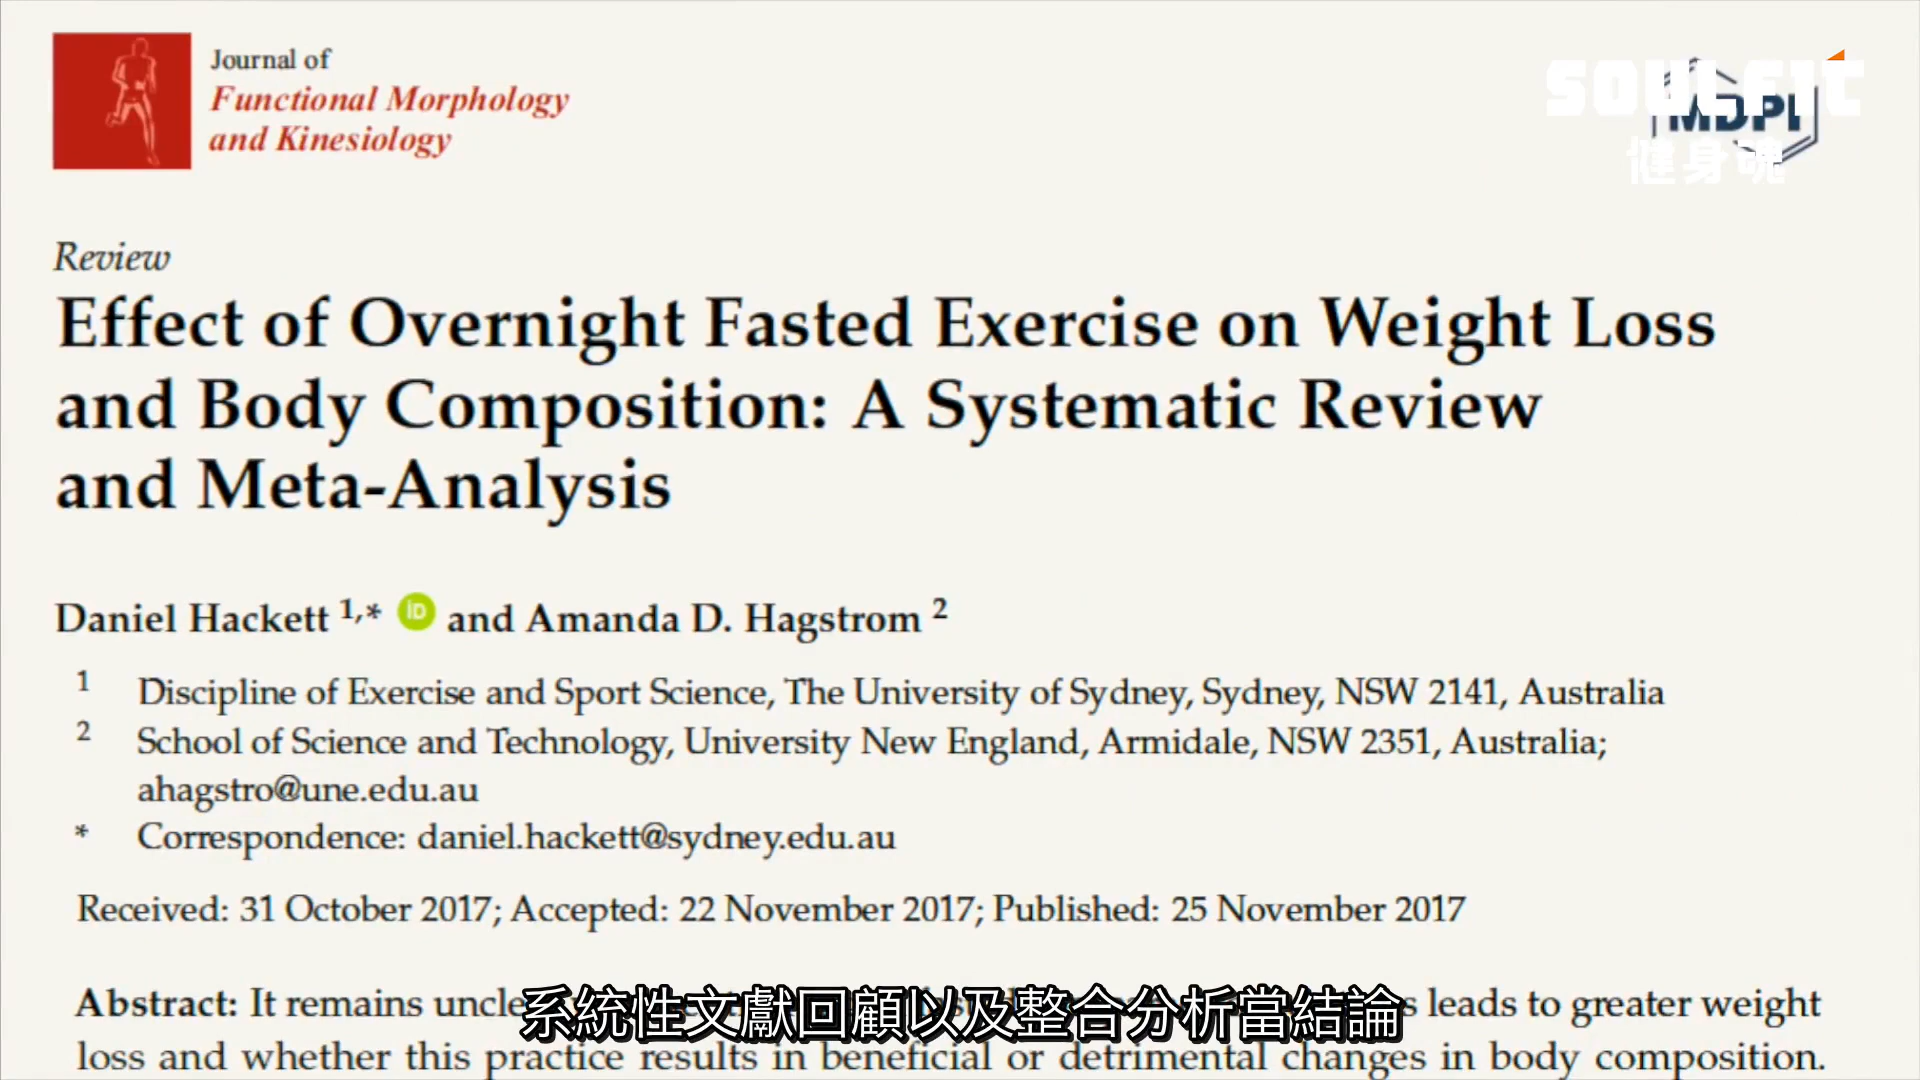 Journal of
Functional Morphology
and Kinesiology
SOULFIT
MDPI
健身魂
Review
Effect of Overnight Fasted Exercise on Weight Loss
and Body Composition: A Systematic Review
and Meta-Analysis
Daniel Hackett 1,* iD and Amanda D. Hagstrom 2
1 Discipline of Exercise and Sport Science, The University of Sydney, Sydney, NSW 2141, Australia
2 School of Science and Technology, University New England, Armidale, NSW 2351, Australia;
ahagstro@une.edu.au
* Correspondence: daniel.hackett@sydney.edu.au
Received: 31 October 2017; Accepted: 22 November 2017; Published: 25 November 2017
Abstract: It remains leads to greater weight
系統性文獻回顧以及整合分析當結論
loss and whether this practice results in beneficial or detrimental changes in body composition.